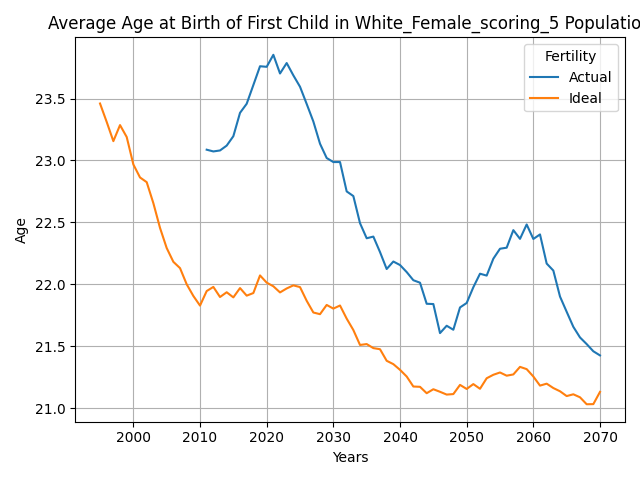 Average Age at Birth of First Child in White_Female_scoring_5 Populatio
Fertility
Actual
Ideal
23.5
23.0
22.5
22.0
21.5
21.0
Age
2000 2010 2020 2030 2040 2050 2060 2070
Years